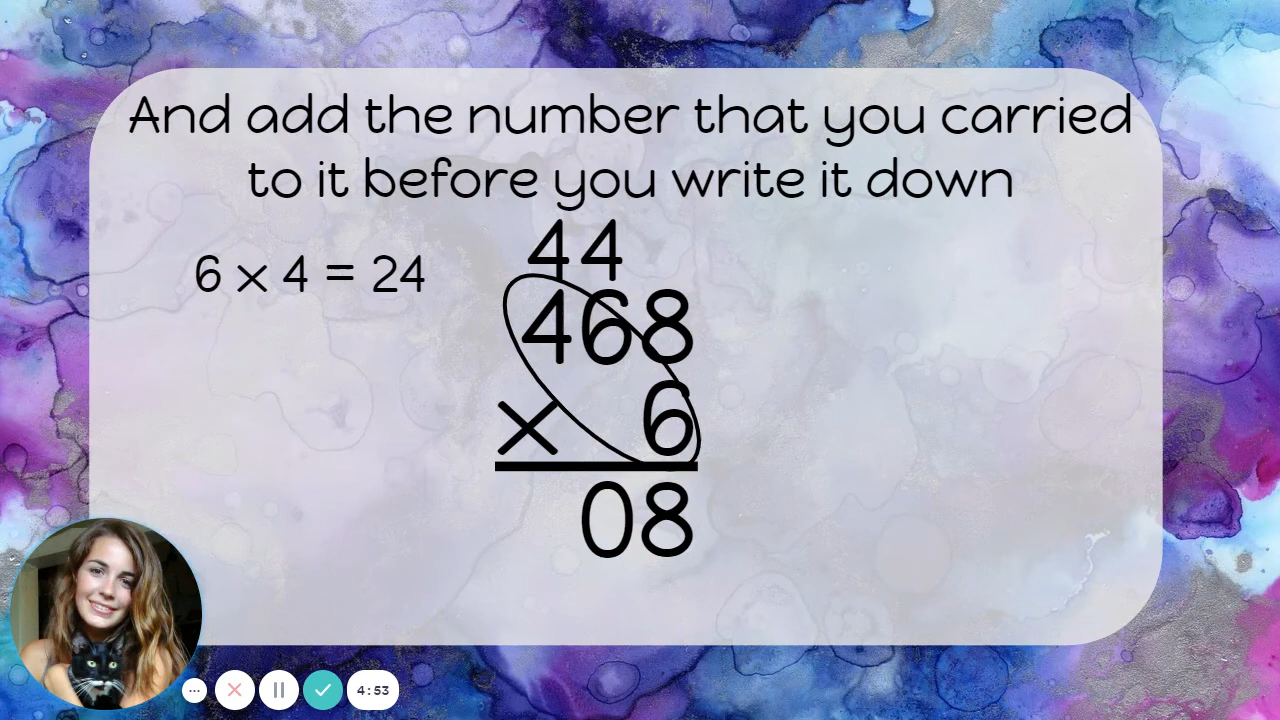 And add the number that you carried
to it before you write it down
44
6 x 4 = 24
468
x 6
08
4:53